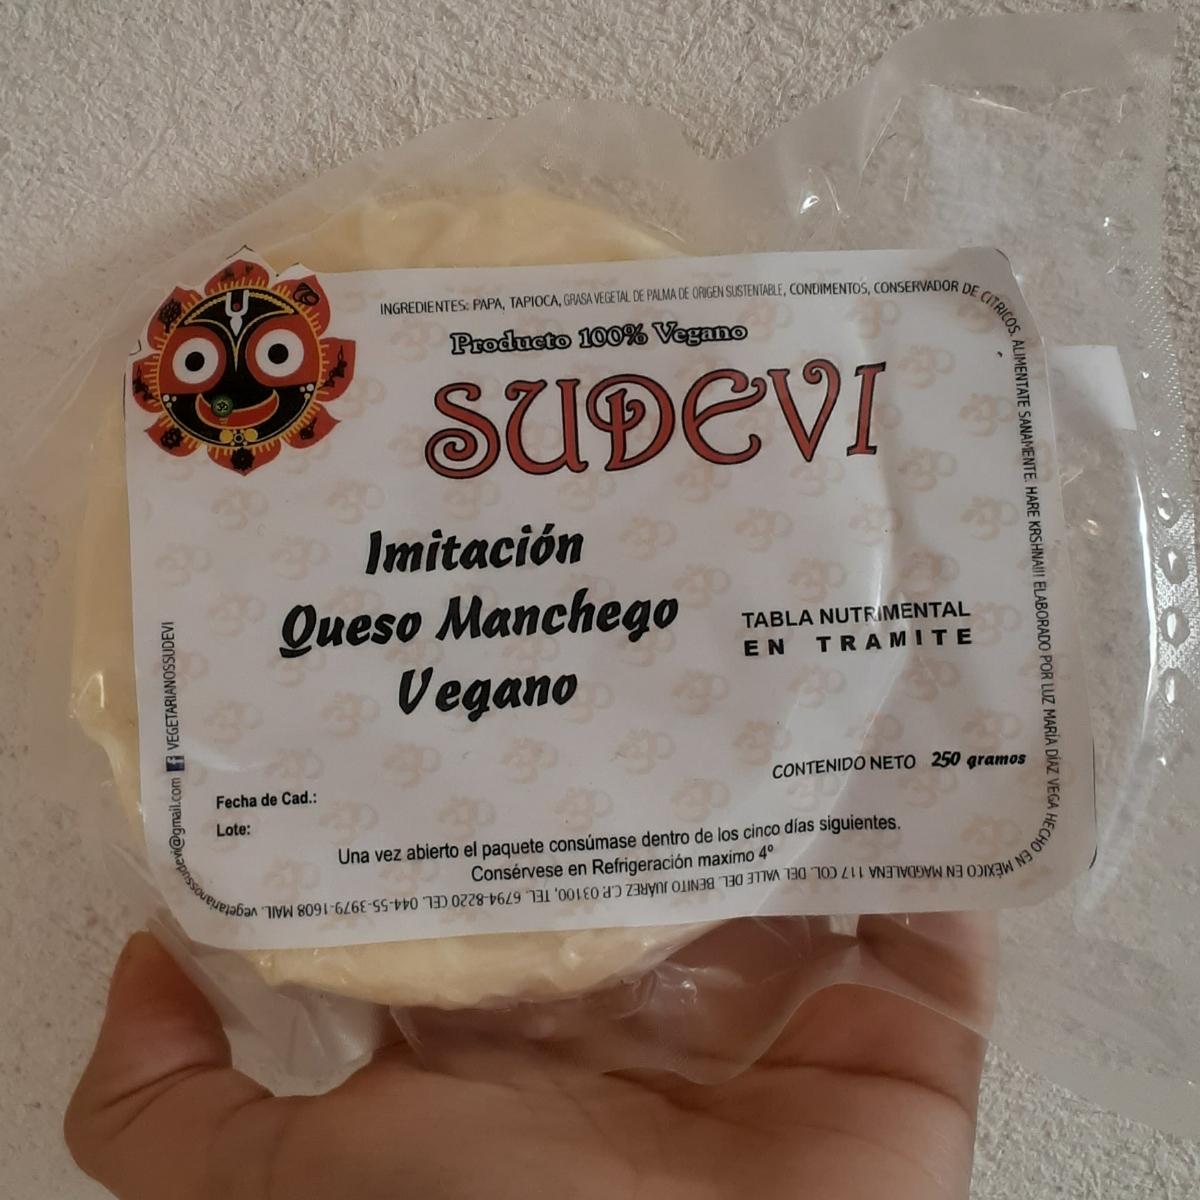 INGREDIENTES: PAPA, TAPIOCA, GRASA VEGETAL DE PALMA DE ORIGEN SUSTENTABLE, CONDIMENTOS, CONSERVADOR DE CITRICOS. ALIMENTATE SANAMENTE. HARE KRSHNA!!! ELABORADO POR LUZ MARÍA DÍAZ VEGA HECHO EN MÉXICO EN MAGDALENA 117 COL. DEL VALLE DEL. BENITO JUÁREZ C.P. 03100, TEL. 6794-8220 CEL. 044-55-3979-1608 MAIL. vegetarianossudevi@gmail.com f VEGETARIANOSSUDEVI
Producto 100% Vegano
SUDEVI
Imitación
Queso Manchego
Vegano
TABLA NUTRIMENTAL
EN TRAMITE
CONTENIDO NETO 250 gramos
Fecha de Cad.:
Lote:
Una vez abierto el paquete consúmase dentro de los cinco días siguientes.
Consérvese en Refrigeración maximo 4º